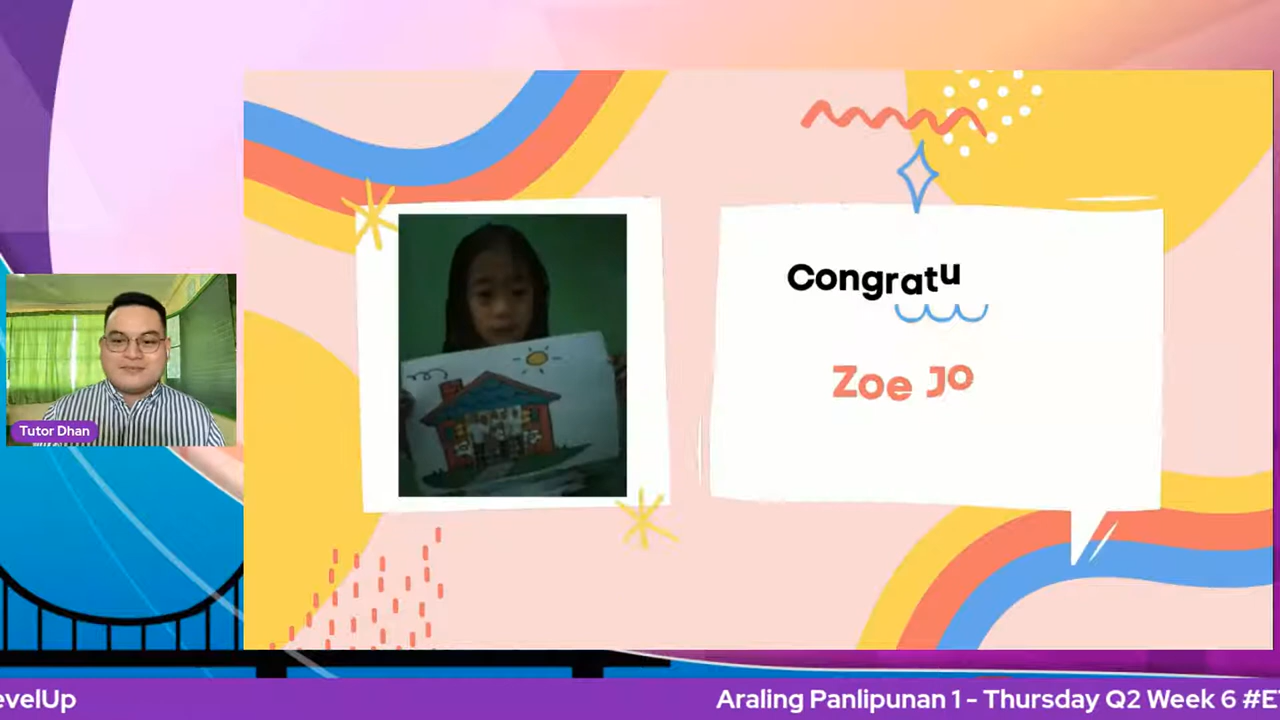 Congratu
Zoe Jo
Tutor Dhan
evelUp
Araling Panlipunan 1 - Thursday Q2 Week 6 #E